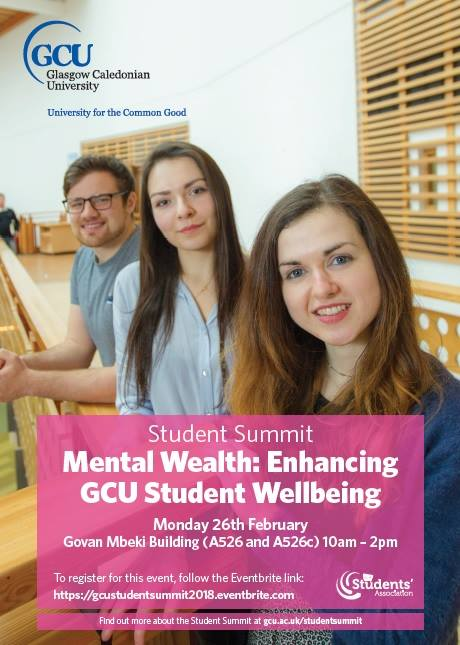 GCU
Glasgow Caledonian
University
University for the Common Good
Student Summit
Mental Wealth: Enhancing
GCU Student Wellbeing
Monday 26th February
Govan Mbeki Building (A526 and A526c) 10am – 2pm
To register for this event, follow the Eventbrite link:
https://gcustudentsummit2018.eventbrite.com
The Students'
Association
Find out more about the Student Summit at gcu.ac.uk/studentsummit